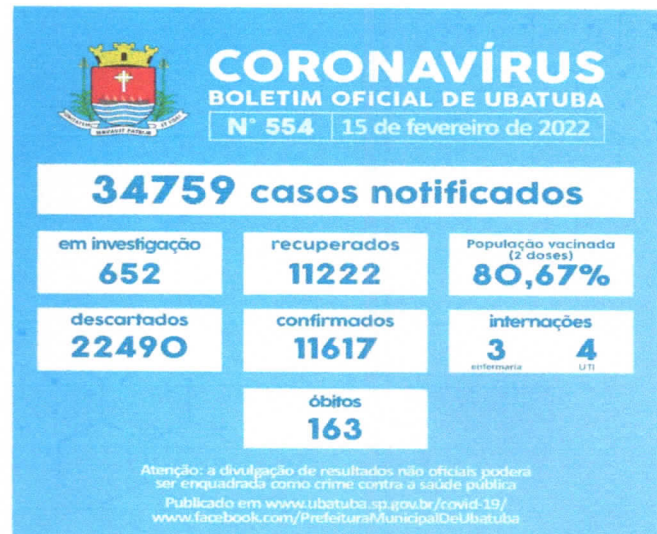 CORONAVÍRUS
BOLETIM OFICIAL DE UBATUBA
N° 554 15 de fevereiro de 2022
34759 casos notificados
em investigação
652
recuperados
11222
População vacinada
(2 doses)
80,67%
descartados
22490
confirmados
11617
internações
3 4
enfermaria UTI
óbitos
163
Atenção: a divulgação de resultados não oficiais poderá
ser enquadrada como crime contra a saúde pública
Publicado em www.ubatuba.sp.gov.br/covid-19/
www.facebook.com/PrefeituraMunicipalDeUbatuba